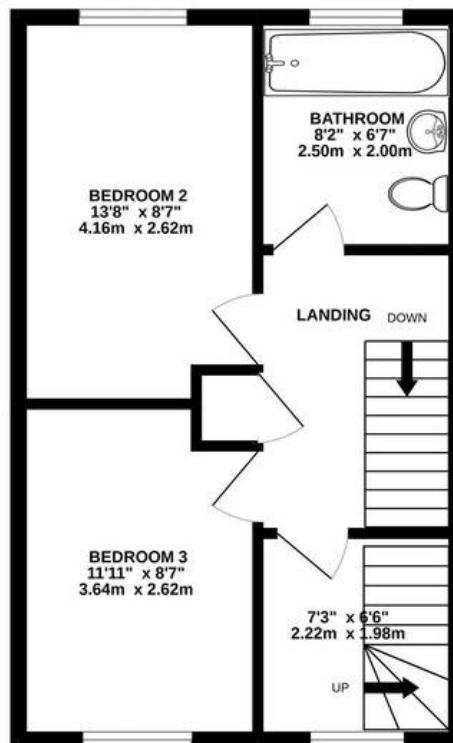 BATHROOM
8'2" x 6'7"
2.50m x 2.00m
BEDROOM 2
13'8" x 8'7"
4.16m x 2.62m
LANDING
DOWN
BEDROOM 3
11'11" x 8'7"
3.64m x 2.62m
7'3" x 6'6"
2.22m x 1.98m
UP